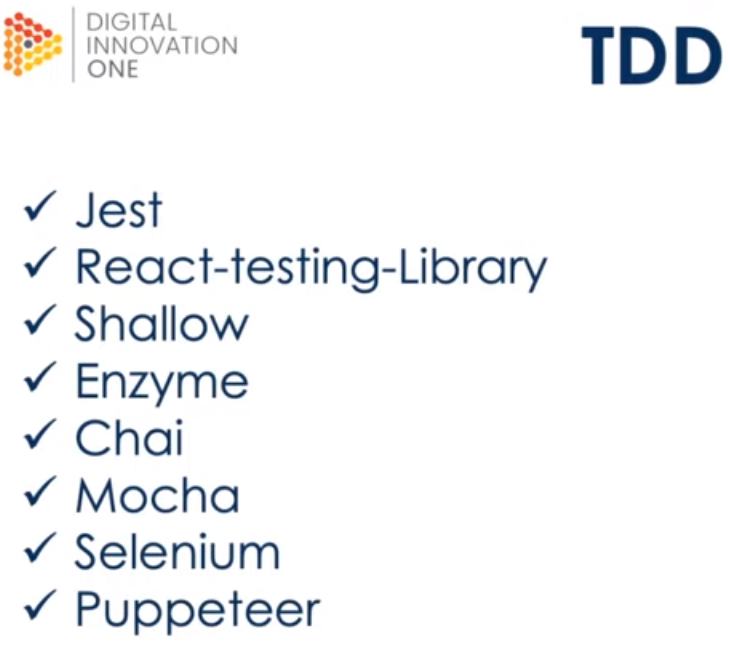 DIGITAL
INNOVATION
ONE
TDD
✓ Jest
✓ React-testing-Library
✓ Shallow
✓ Enzyme
✓ Chai
✓ Mocha
✓ Selenium
✓ Puppeteer